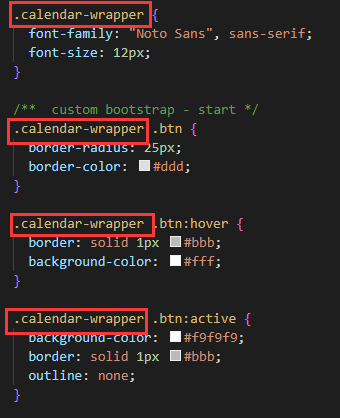 .calendar-wrapper {
font-family: "Noto Sans", sans-serif;
font-size: 12px;
}
/**  custom bootstrap - start */
.calendar-wrapper .btn {
border-radius: 25px;
border-color: #ddd;
}
.calendar-wrapper .btn:hover {
border: solid 1px #bbb;
background-color: #fff;
}
.calendar-wrapper .btn:active {
background-color: #f9f9f9;
border: solid 1px #bbb;
outline: none;
}